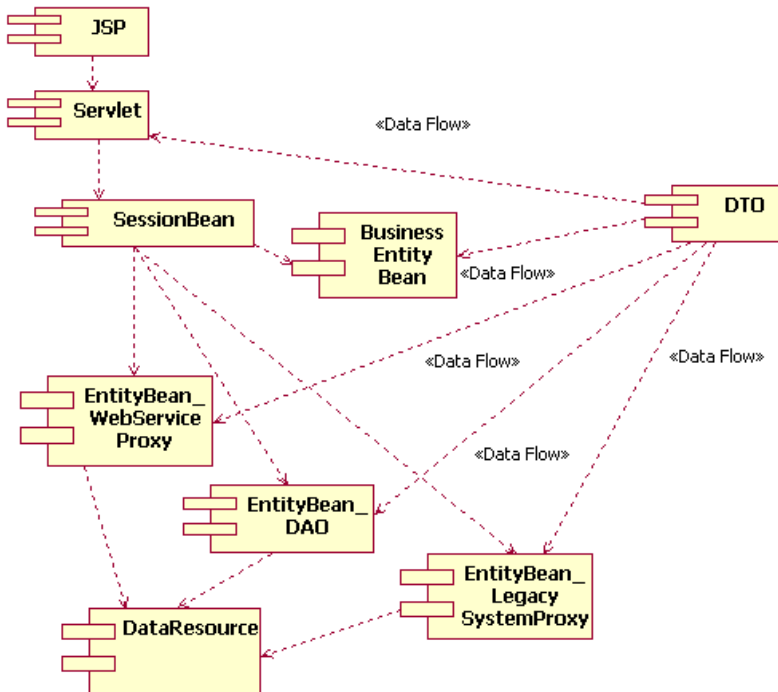 JSP
Servlet
«Data Flow»
SessionBean
Business
Entity
Bean
DTO
«Data Flow»
EntityBean_
WebService
Proxy
«Data Flow»
«Data Flow»
«Data Flow»
EntityBean_
DAO
EntityBean_
Legacy
SystemProxy
DataResource